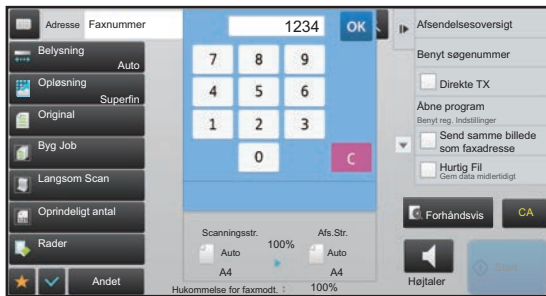 Adresse Faxnummer
1234 OK
Belysning
Auto
Opløsning
Superfin
Original
Byg Job
Langsom Scan
Oprindeligt antal
Rader
Andet
7 8 9
4 5 6
1 2 3
0 C
Scanningsstr. 100% Afs.Str.
Auto Auto
A4 A4
Hukommelse for faxmodt. : 100%
Afsendelsesoversigt
Benyt søgenummer
Direkte TX
Åbne program
Benyt reg. Indstillinger
Send samme billede
som faxadresse
Hurtig Fil
Gem data midlertidigt
Forhåndsvis
CA
Højtaler
Start